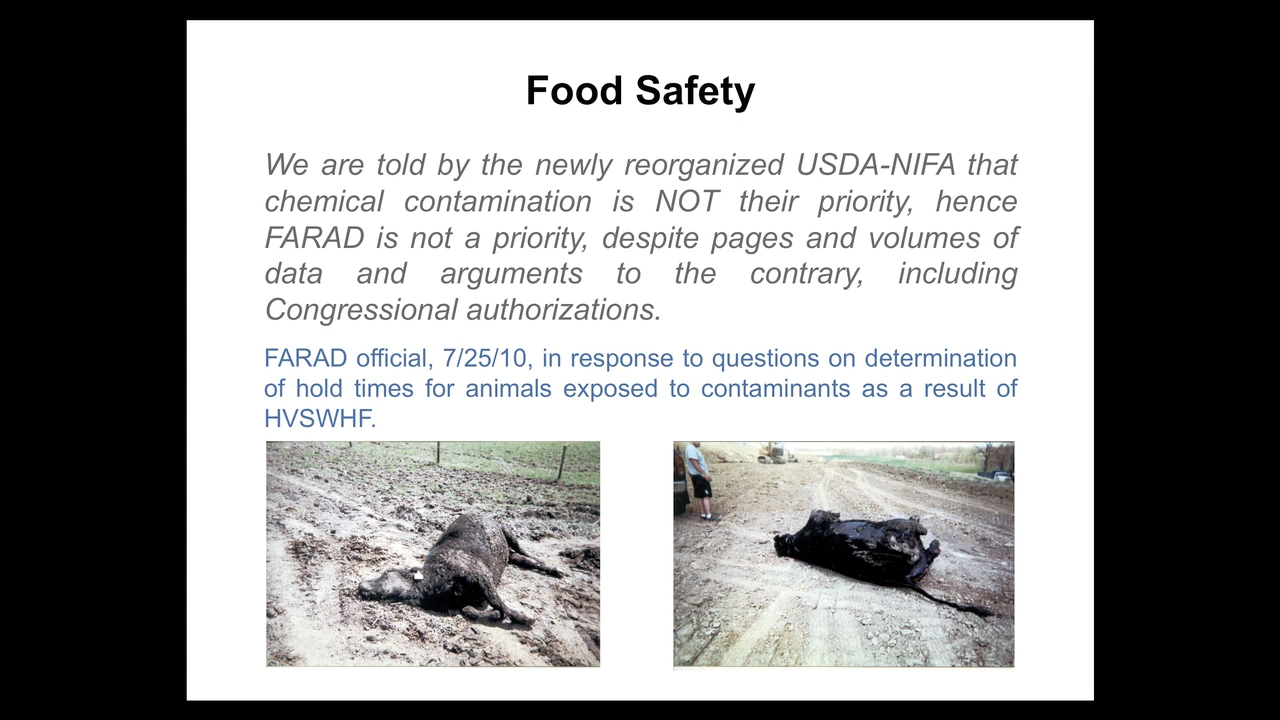 Food Safety
We are told by the newly reorganized USDA-NIFA that
chemical contamination is NOT their priority, hence
FARAD is not a priority, despite pages and volumes of
data and arguments to the contrary, including
Congressional authorizations.
FARAD official, 7/25/10, in response to questions on determination
of hold times for animals exposed to contaminants as a result of
HVSWHF.